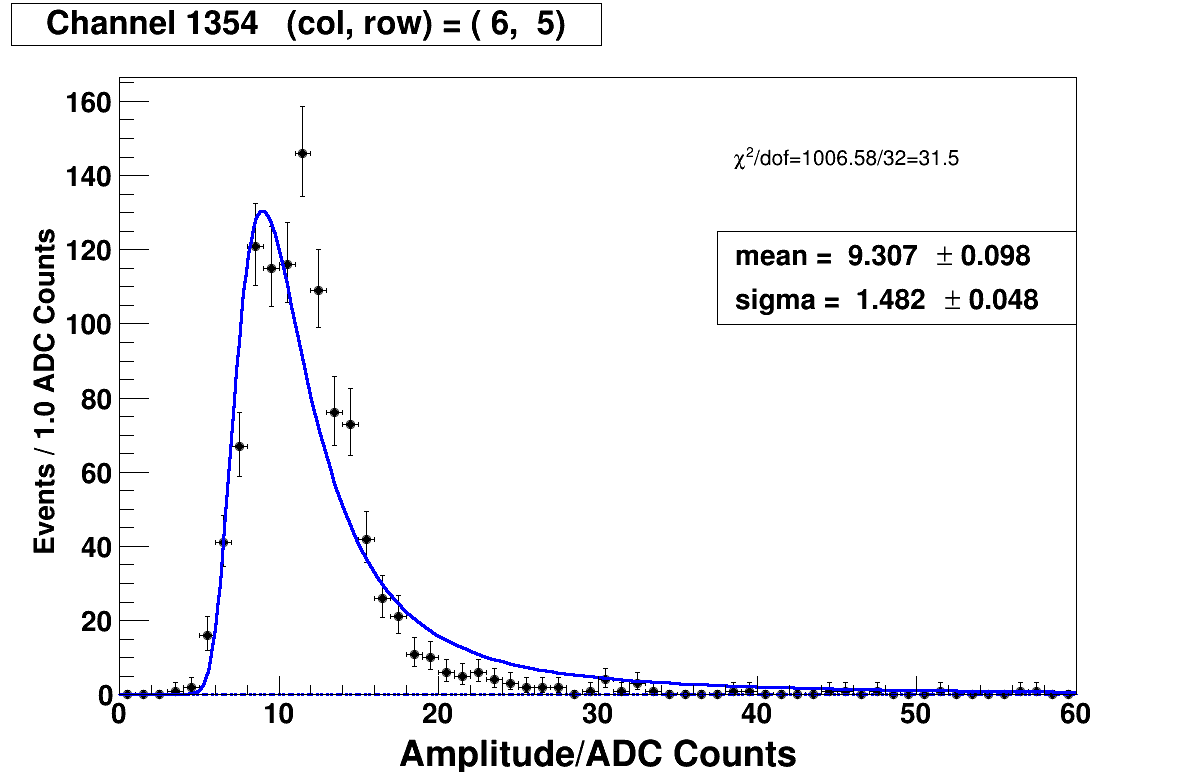 Channel 1354 (col, row) = ( 6, 5)
160
140
120
100
80
60
40
20
0
Events / 1.0 ADC Counts
χ²/dof=1006.58/32=31.5
mean = 9.307 ± 0.098
sigma = 1.482 ± 0.048
0 10 20 30 40 50 60
Amplitude/ADC Counts